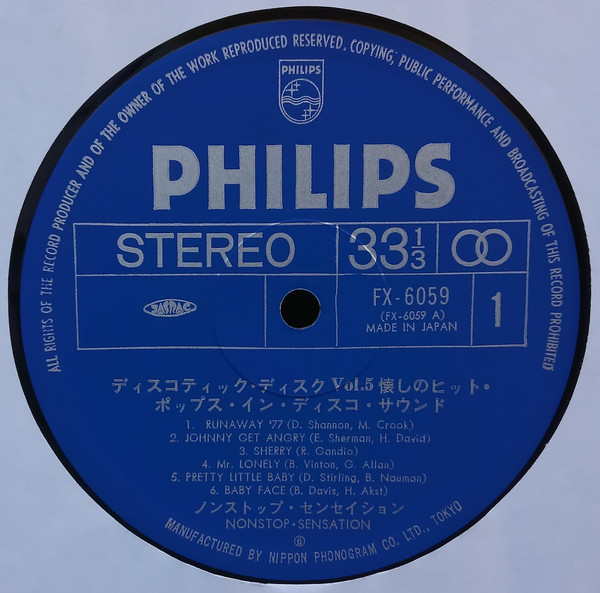 ALL RIGHTS OF THE RECORD PRODUCER AND OF THE OWNER OF THE WORK REPRODUCED RESERVED. COPYING, PUBLIC PERFORMANCE AND BROADCASTING OF THIS RECORD PROHIBITED
PHILIPS
PHILIPS
STEREO 33 1/3
JASRAC FX-6059 1
(FX-6059 A)
MADE IN JAPAN
ディスコティック・ディスク Vol.5 懐しのヒット・
ポップス・イン・ディスコ・サウンド
1. RUNAWAY '77 (D. Shannon, M. Crook)
2. JOHNNY GET ANGRY (E. Sherman, H. David)
3. SHERRY (R. Gandio)
4. Mr. LONELY (B. Vinton, G. Allan)
5. PRETTY LITTLE BABY (D. Stirling, B. Nauman)
6. BABY FACE (B. Davis, H. Akst)
ノンストップ・センセイション
NONSTOP・SENSATION
MANUFACTURED BY NIPPON PHONOGRAM CO. LTD., TOKYO